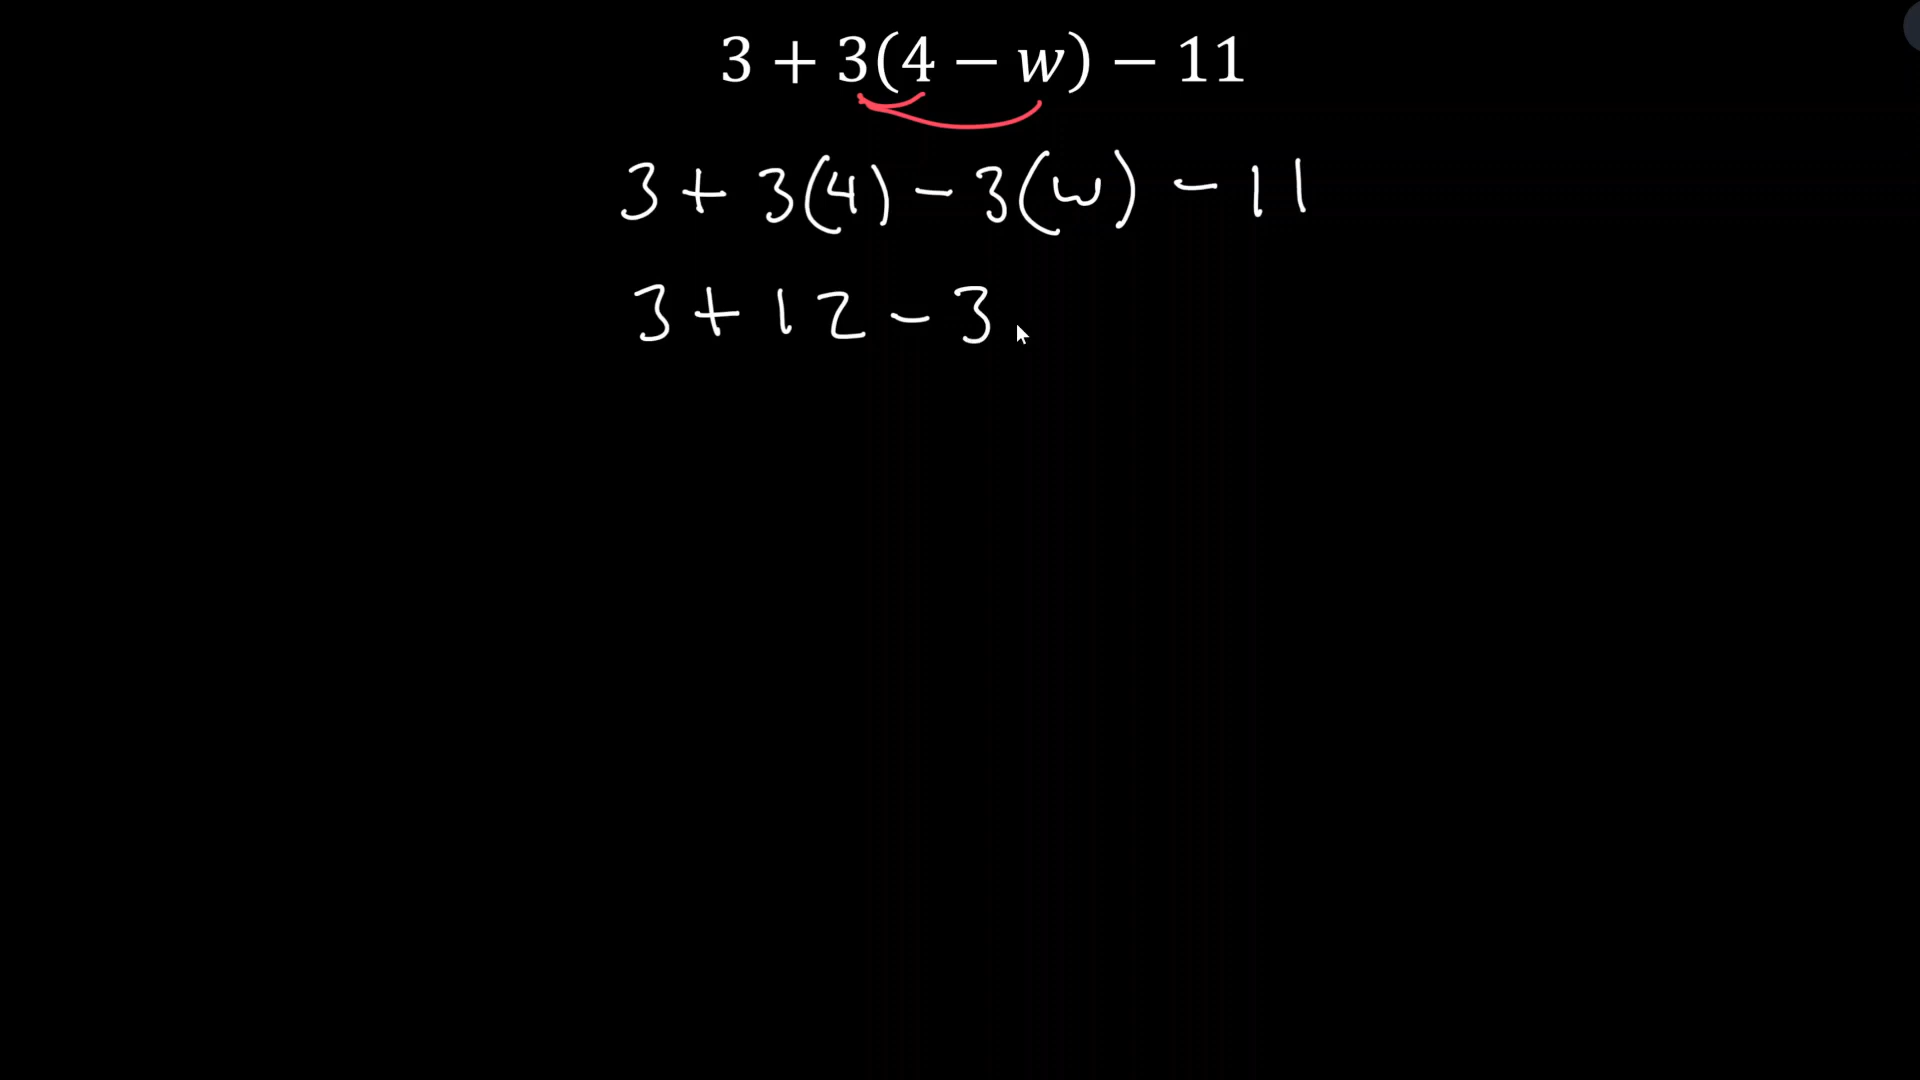 3 + 3(4 − w) − 11
3 + 3(4) − 3(w) − 11
3 + 12 − 3